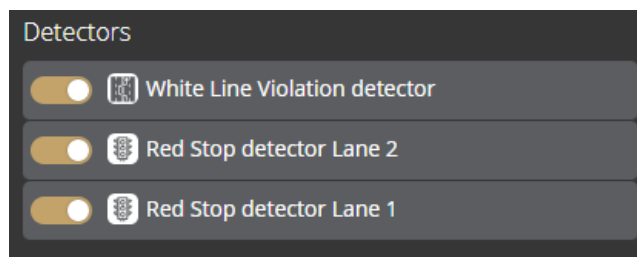 Detectors
White Line Violation detector
Red Stop detector Lane 2
Red Stop detector Lane 1